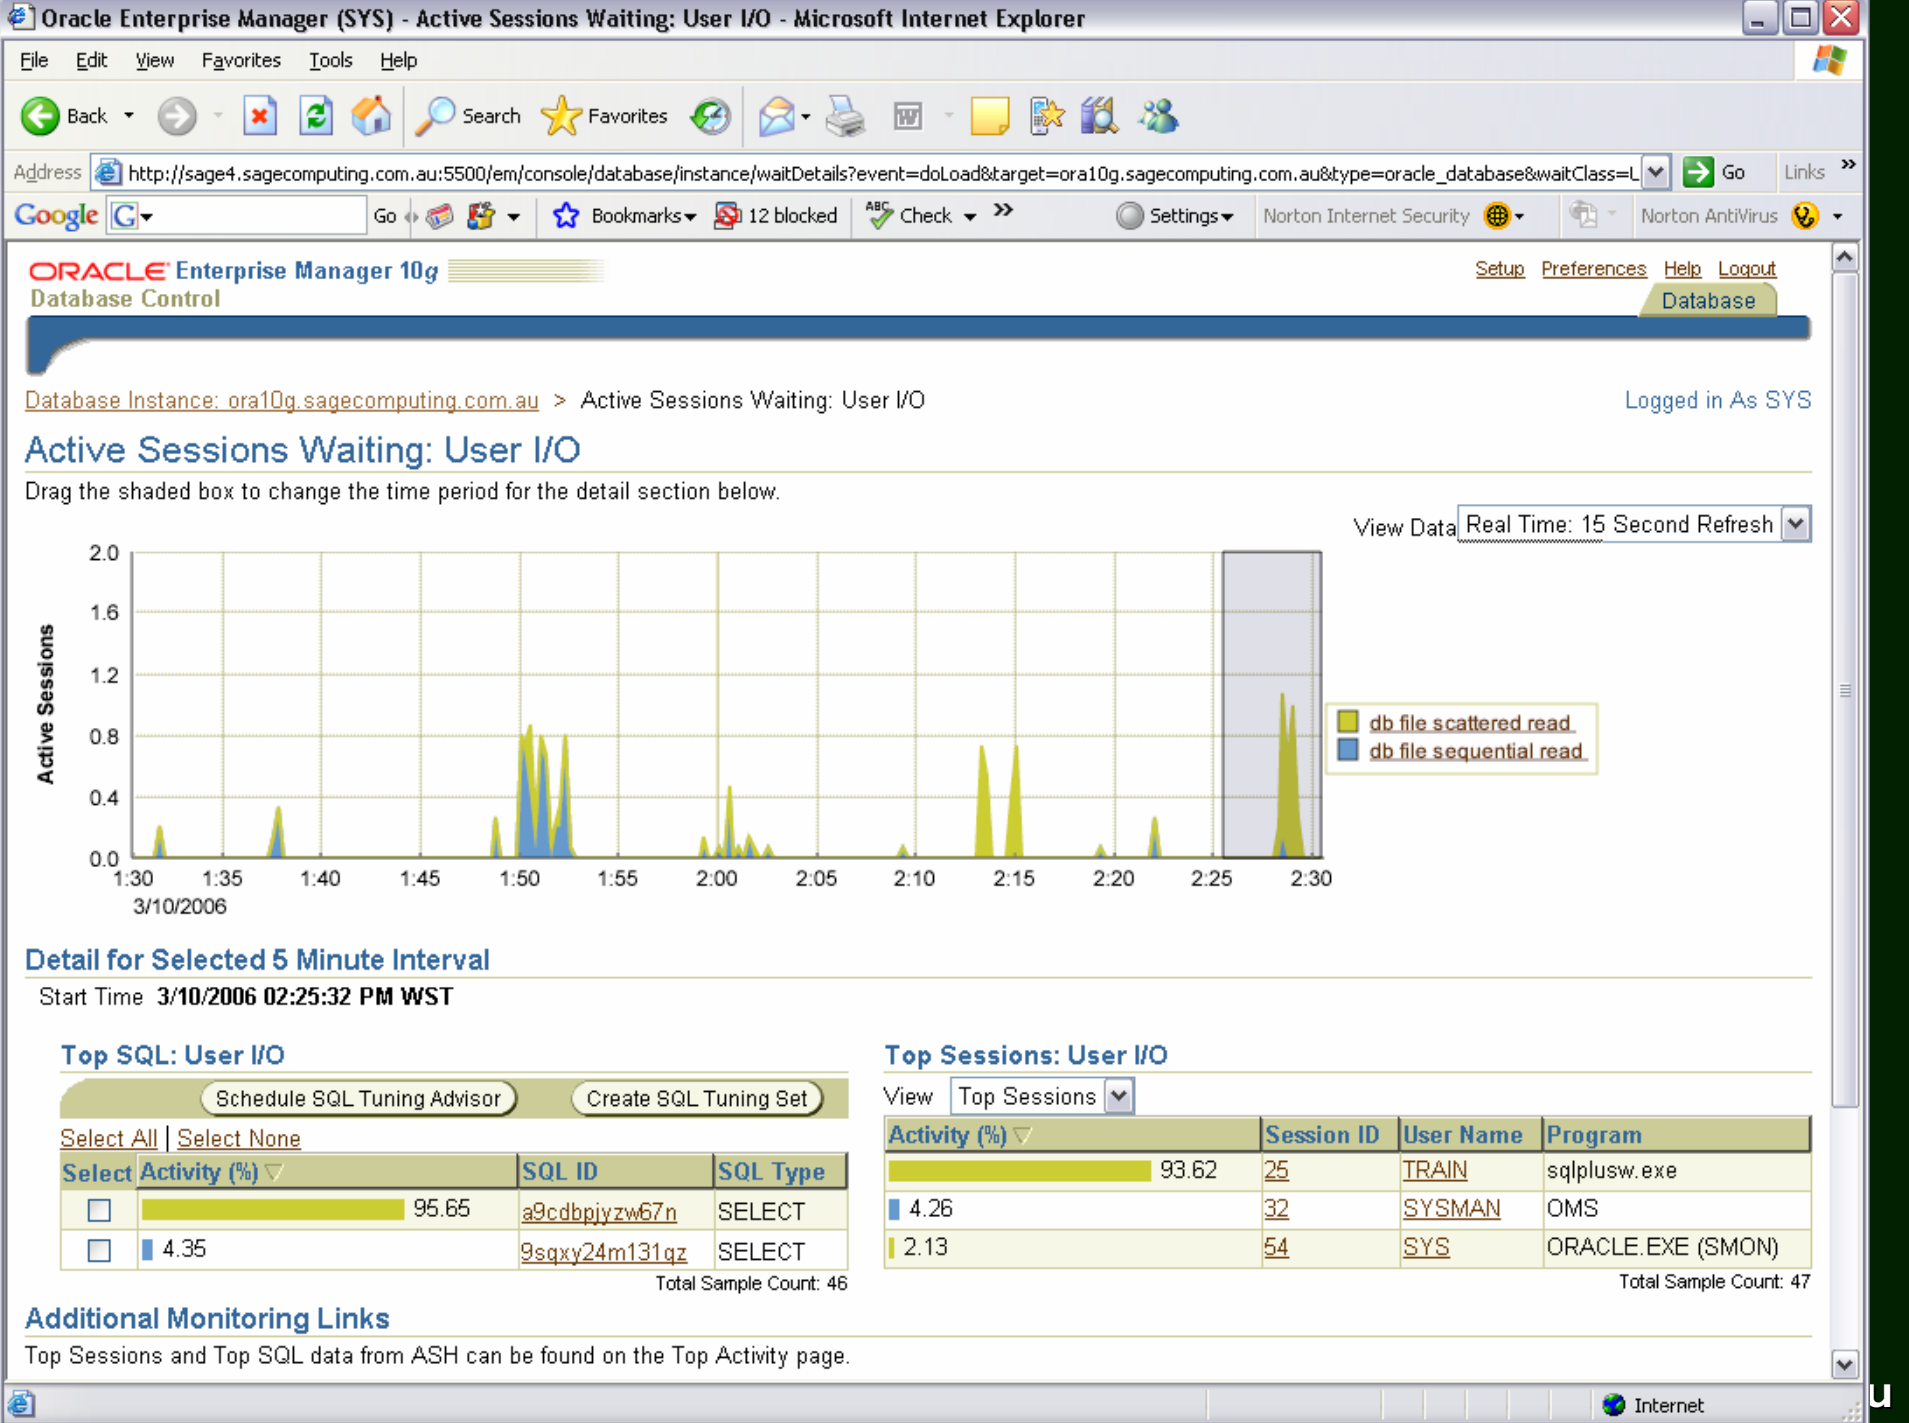 Oracle Enterprise Manager (SYS) - Active Sessions Waiting: User I/O - Microsoft Internet Explorer
File Edit View Favorites Tools Help
Back Search Favorites
Address http://sage4.sagecomputing.com.au:5500/em/console/database/instance/waitDetails?event=doLoad&target=ora10g.sagecomputing.com.au&type=oracle_database&waitClass=L Go Links »
Google G Go Bookmarks 12 blocked ABC Check » Settings Norton Internet Security Norton AntiVirus
ORACLE Enterprise Manager 10g
Database Control
Setup Preferences Help Logout
Database
Database Instance: ora10g.sagecomputing.com.au > Active Sessions Waiting: User I/O
Logged in As SYS
Active Sessions Waiting: User I/O
Drag the shaded box to change the time period for the detail section below.
View Data Real Time: 15 Second Refresh
Active Sessions
2.0
1.6
1.2
0.8
0.4
0.0
db file scattered read
db file sequential read
1:30 1:35 1:40 1:45 1:50 1:55 2:00 2:05 2:10 2:15 2:20 2:25 2:30
3/10/2006
Detail for Selected 5 Minute Interval
Start Time 3/10/2006 02:25:32 PM WST
Top SQL: User I/O
Schedule SQL Tuning Advisor Create SQL Tuning Set
Select All | Select None
Select Activity (%) SQL ID SQL Type
95.65 a9cdbpjyzw67n SELECT
4.35 9sqxy24m131qz SELECT
Total Sample Count: 46
Top Sessions: User I/O
View Top Sessions
Activity (%) Session ID User Name Program
93.62 25 TRAIN sqlplusw.exe
4.26 32 SYSMAN OMS
2.13 54 SYS ORACLE.EXE (SMON)
Total Sample Count: 47
Additional Monitoring Links
Top Sessions and Top SQL data from ASH can be found on the Top Activity page.
Internet
u